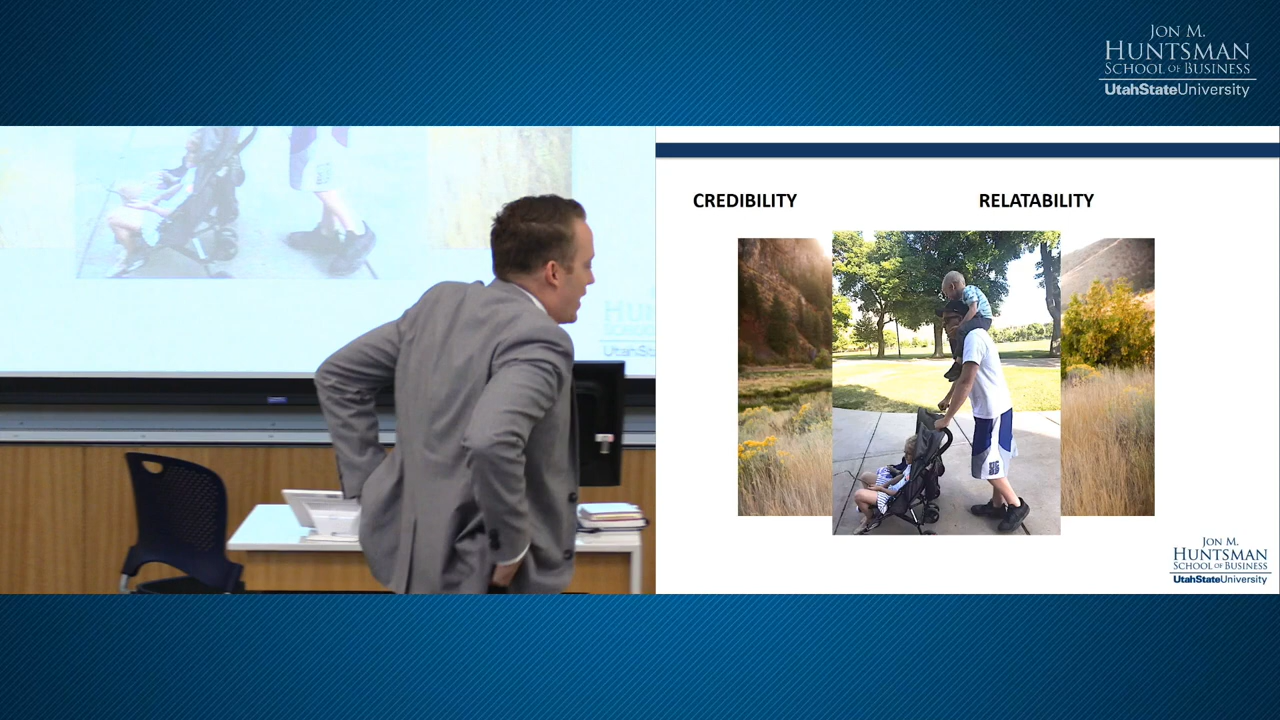 JON M.
HUNTSMAN
SCHOOL OF BUSINESS
UtahStateUniversity
CREDIBILITY
RELATABILITY
JON M.
HUNTSMAN
SCHOOL OF BUSINESS
UtahStateUniversity